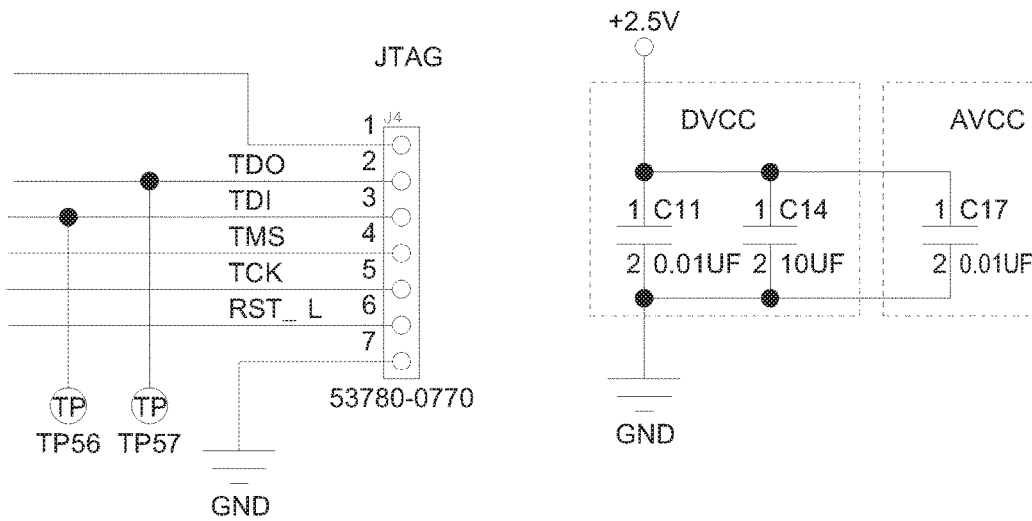 JTAG
J4
1
2
TDO
3
TDI
4
TMS
5
TCK
6
RST_ L
7
53780-0770
TP
TP
TP56
TP57
GND
+2.5V
DVCC
AVCC
1 C11
1 C14
1 C17
2 0.01UF
2 10UF
2 0.01UF
GND